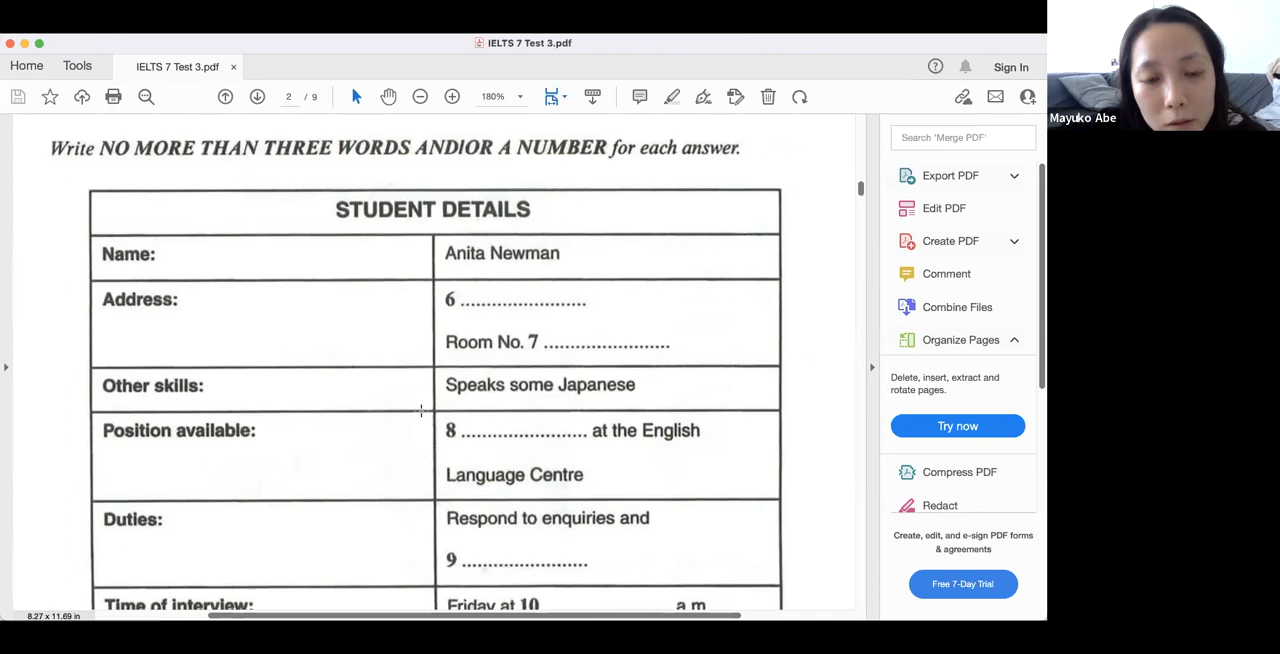 IELTS 7 Test 3.pdf
Home
Tools
IELTS 7 Test 3.pdf ×
Sign In
2 / 9
180%
Write NO MORE THAN THREE WORDS ANDIOR A NUMBER for each answer.
STUDENT DETAILS
Name:
Anita Newman
Address:
6 ........................
Room No. 7 ........................
Other skills:
Speaks some Japanese
Position available:
8 ........................ at the English
Language Centre
Duties:
Respond to enquiries and
9 ........................
Time of interview:
Friday at 10 ........................ a.m.
8.27 x 11.69 in
Search 'Merge PDF'
Export PDF
Edit PDF
Create PDF
Comment
Combine Files
Organize Pages
Delete, insert, extract and
rotate pages.
Try now
Compress PDF
Redact
Create, edit, and e-sign PDF forms
& agreements
Free 7-Day Trial
Mayuko Abe